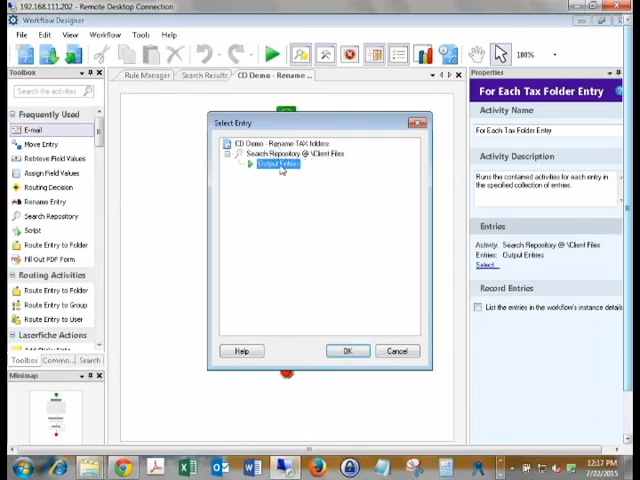 192.168.111.202 - Remote Desktop Connection
Workflow Designer
File Edit View Workflow Tools Help
100%
Toolbox
Rule Manager
Search Results
CD Demo - Rename ...
Properties
Search the activities
For Each Tax Folder Entry
Frequently Used
E-mail
Move Entry
Retrieve Field Values
Assign Field Values
Routing Decision
Rename Entry
Search Repository
Script
Route Entry to Folder
Fill Out PDF Form
Routing Activities
Route Entry to Folder
Route Entry to Group
Route Entry to User
Laserfiche Actions
Toolbox
Commo...
Search
Minimap
Select Entry
CD Demo - Rename TAX folders
Search Repository @ \Client Files
Output Entries
Help
OK
Cancel
Activity Name
For Each Tax Folder Entry
Activity Description
Runs the contained activities for each entry in
the specified collection of entries.
Entries
Activity: Search Repository @ \Client Files
Entries: Output Entries
Select...
Record Entries
List the entries in the workflow's instance details
12:17 PM
7/22/2015